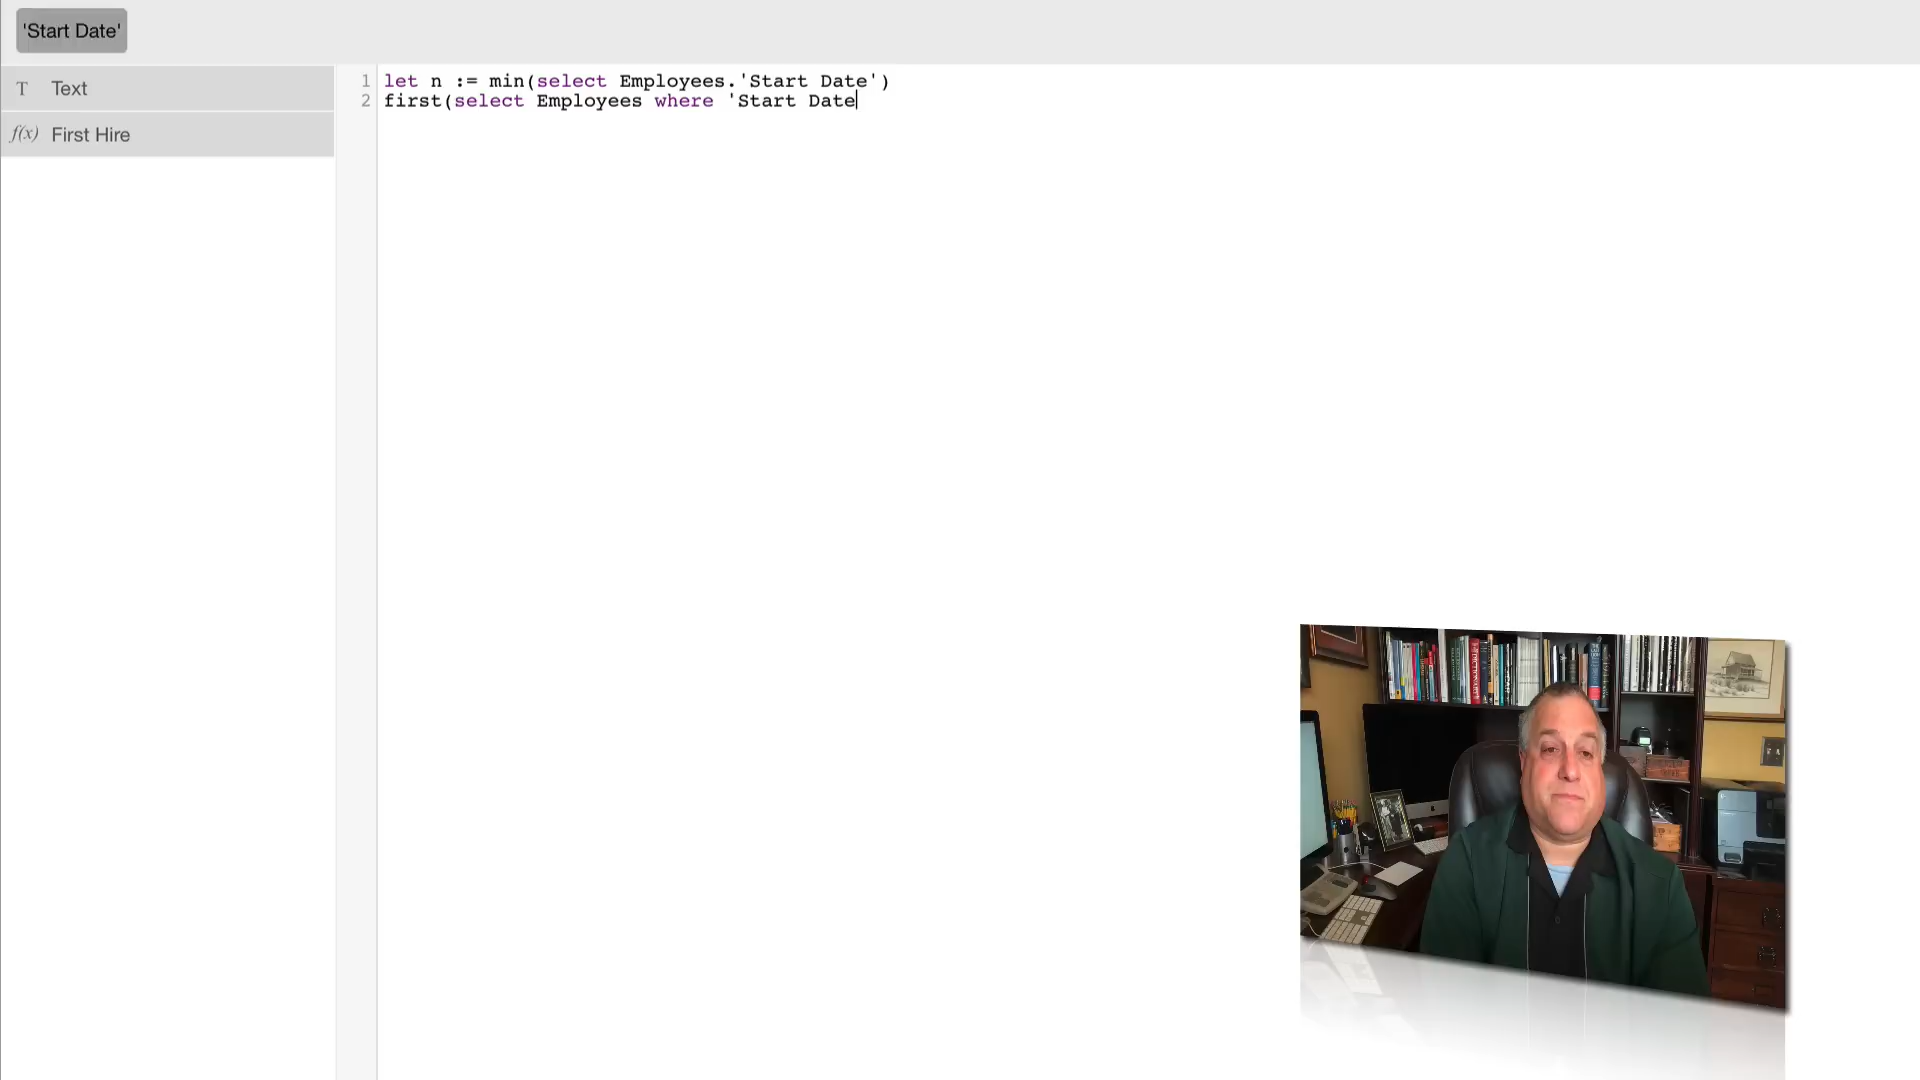 'Start Date'
T Text
f(x) First Hire
1 let n := min(select Employees.'Start Date')
2 first(select Employees where 'Start Date